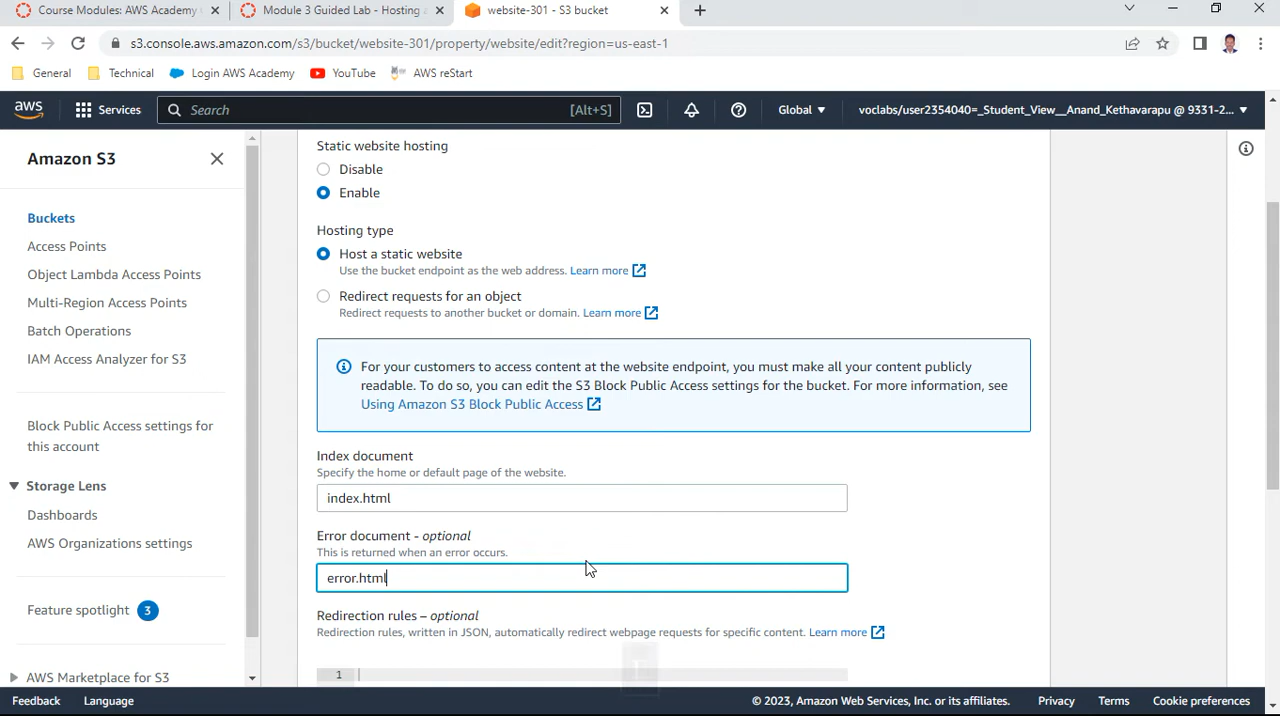 Course Modules: AWS Academy
Module 3 Guided Lab - Hosting
website-301 - S3 bucket
s3.console.aws.amazon.com/s3/bucket/website-301/property/website/edit?region=us-east-1
General
Technical
Login AWS Academy
YouTube
AWS reStart
aws
Services
Search
[Alt+S]
Global
voclabs/user2354040=_Student_View__Anand_Kethavarapu @ 9331-2...
Amazon S3
Buckets
Access Points
Object Lambda Access Points
Multi-Region Access Points
Batch Operations
IAM Access Analyzer for S3
Block Public Access settings for
this account
Storage Lens
Dashboards
AWS Organizations settings
Feature spotlight 3
AWS Marketplace for S3
Static website hosting
Disable
Enable
Hosting type
Host a static website
Use the bucket endpoint as the web address. Learn more
Redirect requests for an object
Redirect requests to another bucket or domain. Learn more
For your customers to access content at the website endpoint, you must make all your content publicly
readable. To do so, you can edit the S3 Block Public Access settings for the bucket. For more information, see
Using Amazon S3 Block Public Access
Index document
Specify the home or default page of the website.
index.html
Error document - optional
This is returned when an error occurs.
error.html
Redirection rules – optional
Redirection rules, written in JSON, automatically redirect webpage requests for specific content. Learn more
1
Feedback
Language
© 2023, Amazon Web Services, Inc. or its affiliates.
Privacy
Terms
Cookie preferences